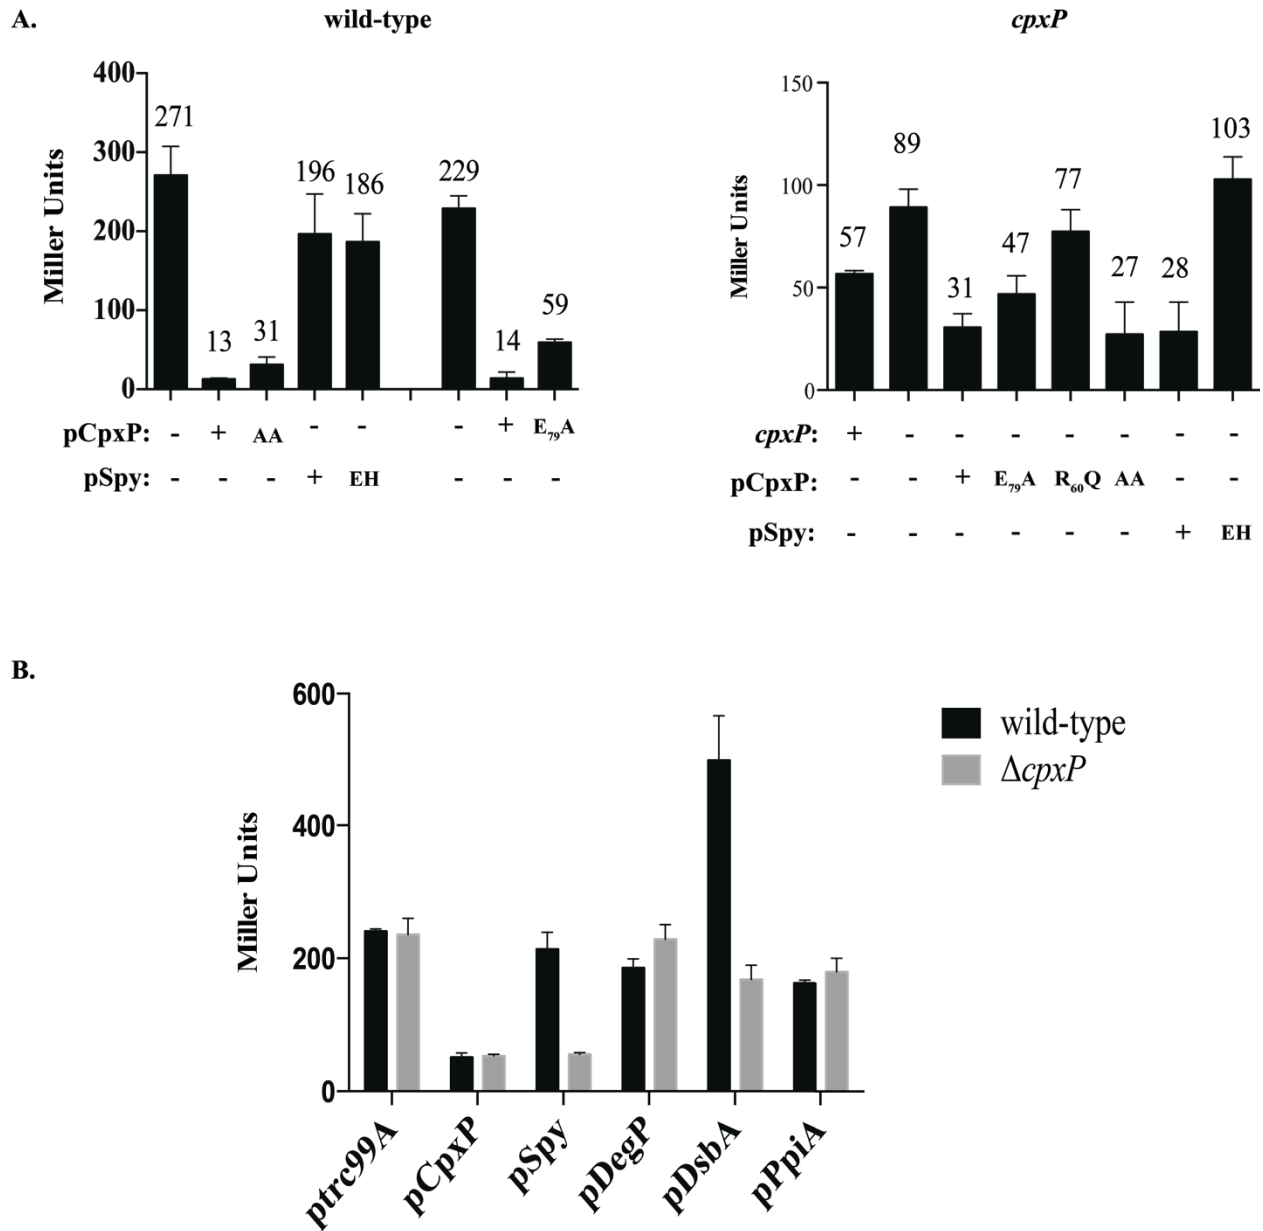 A.
wild-type
Miller Units
400
300
200
100
0
271
13
31
196
186
229
14
59
pCpxP: - + AA - - - + E₇₉A
pSpy: - - - + EH - - -
cpxP
Miller Units
150
100
50
0
57
89
31
47
77
27
28
103
cpxP: + - - - - - - -
pCpxP: - - + E₇₉A R₆₀Q AA - -
pSpy: - - - - - - + EH
B.
Miller Units
600
400
200
0
ptrc99A
pCpxP
pSpy
pDegP
pDsbA
pPpiA
wild-type
ΔcpxP